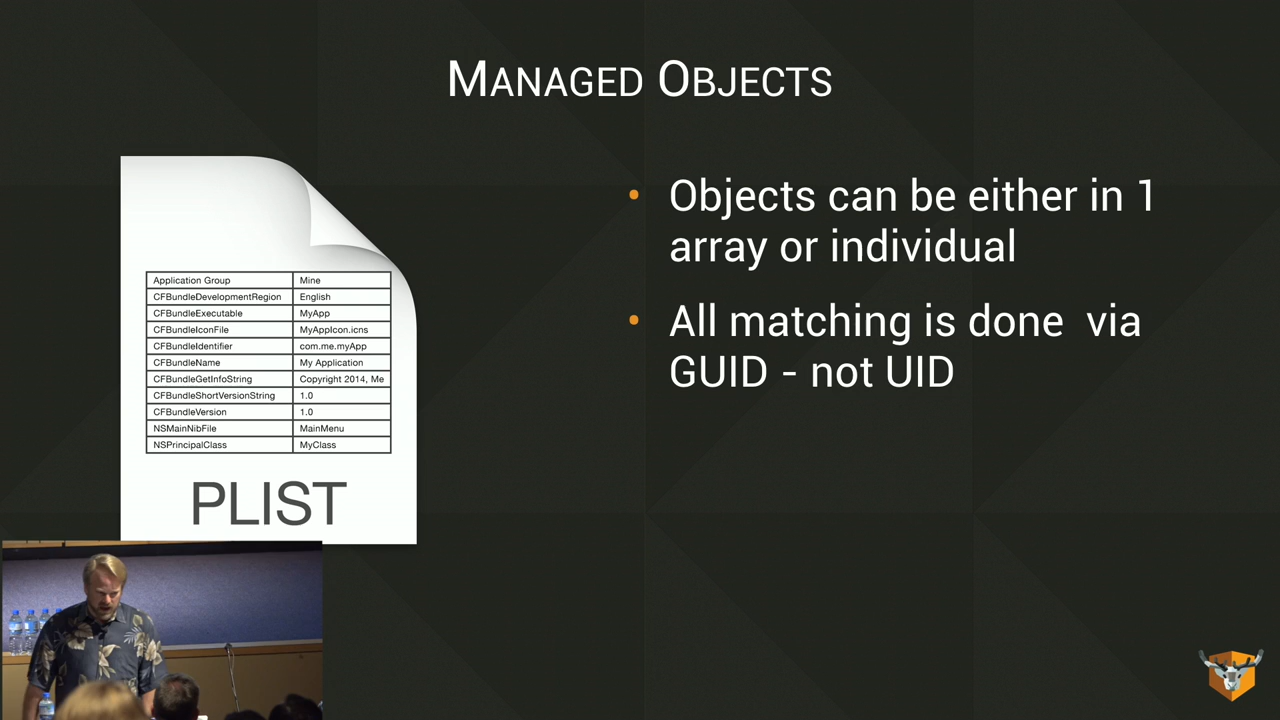 MANAGED OBJECTS
Application Group Mine
CFBundleDevelopmentRegion English
CFBundleExecutable MyApp
CFBundleIconFile MyAppIcon.icns
CFBundleIdentifier com.me.myApp
CFBundleName My Application
CFBundleGetInfoString Copyright 2014, Me
CFBundleShortVersionString 1.0
CFBundleVersion 1.0
NSMainNibFile MainMenu
NSPrincipalClass MyClass
PLIST
• Objects can be either in 1
array or individual
• All matching is done  via
GUID - not UID